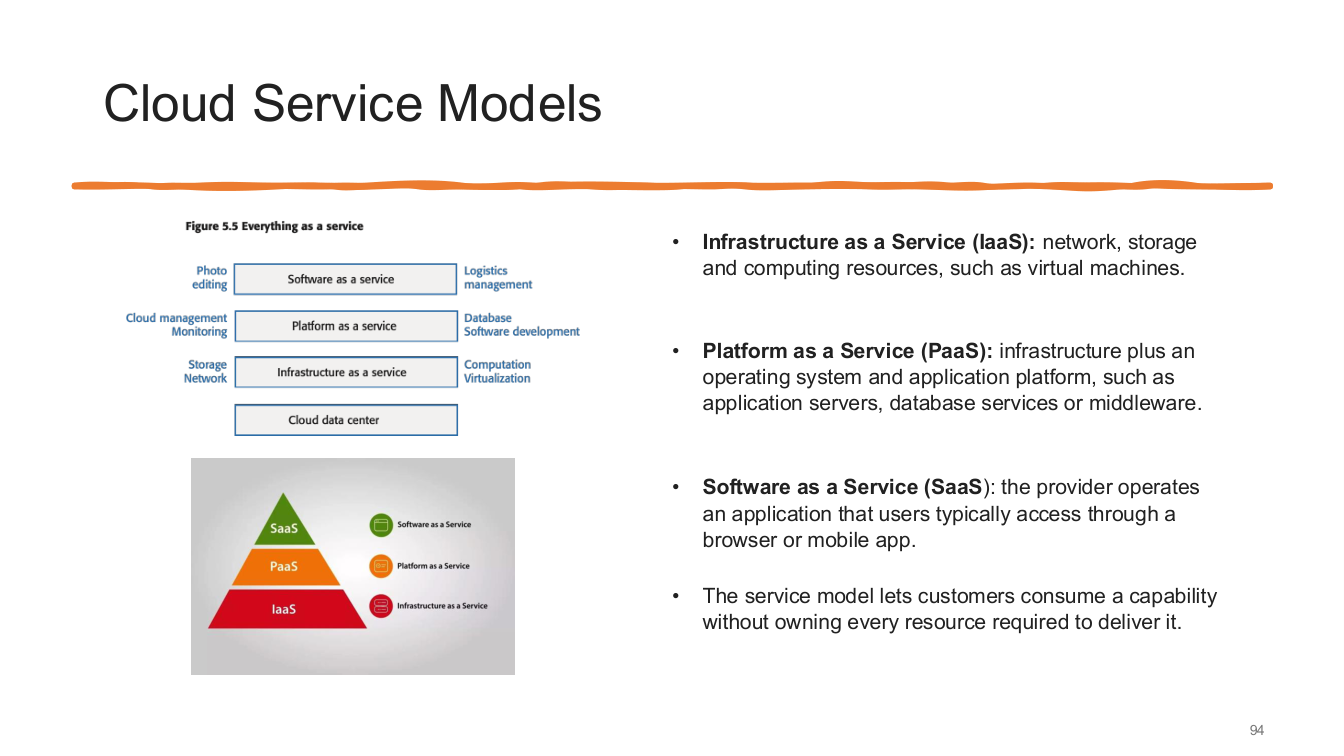 Cloud Service Models
Figure 5.5 Everything as a service
Photo
editing
Software as a service
Logistics
management
Cloud management
Monitoring
Platform as a service
Database
Software development
Storage
Network
Infrastructure as a service
Computation
Virtualization
Cloud data center
SaaS
Software as a Service
PaaS
Platform as a Service
IaaS
Infrastructure as a Service
• Infrastructure as a Service (IaaS): network, storage
and computing resources, such as virtual machines.
• Platform as a Service (PaaS): infrastructure plus an
operating system and application platform, such as
application servers, database services or middleware.
• Software as a Service (SaaS): the provider operates
an application that users typically access through a
browser or mobile app.
• The service model lets customers consume a capability
without owning every resource required to deliver it.
94